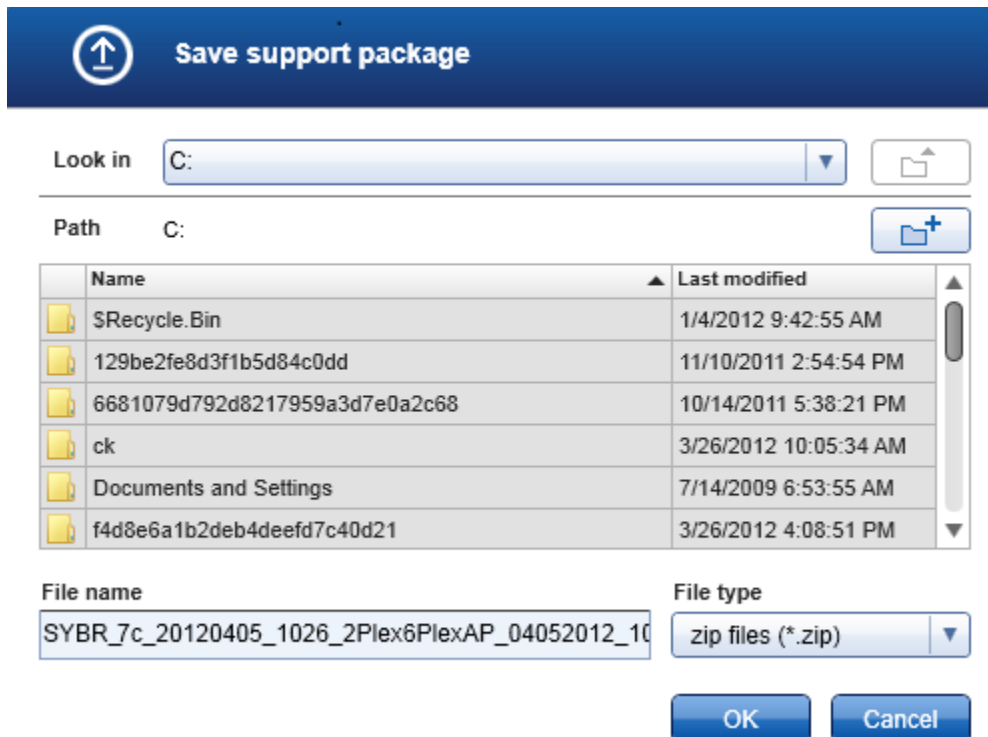 Save support package
Look in C:
Path C:
Name Last modified
$Recycle.Bin 1/4/2012 9:42:55 AM
129be2fe8d3f1b5d84c0dd 11/10/2011 2:54:54 PM
6681079d792d8217959a3d7e0a2c68 10/14/2011 5:38:21 PM
ck 3/26/2012 10:05:34 AM
Documents and Settings 7/14/2009 6:53:55 AM
f4d8e6a1b2deb4deefd7c40d21 3/26/2012 4:08:51 PM
File name File type
SYBR_7c_20120405_1026_2Plex6PlexAP_04052012_10 zip files (*.zip)
OK Cancel